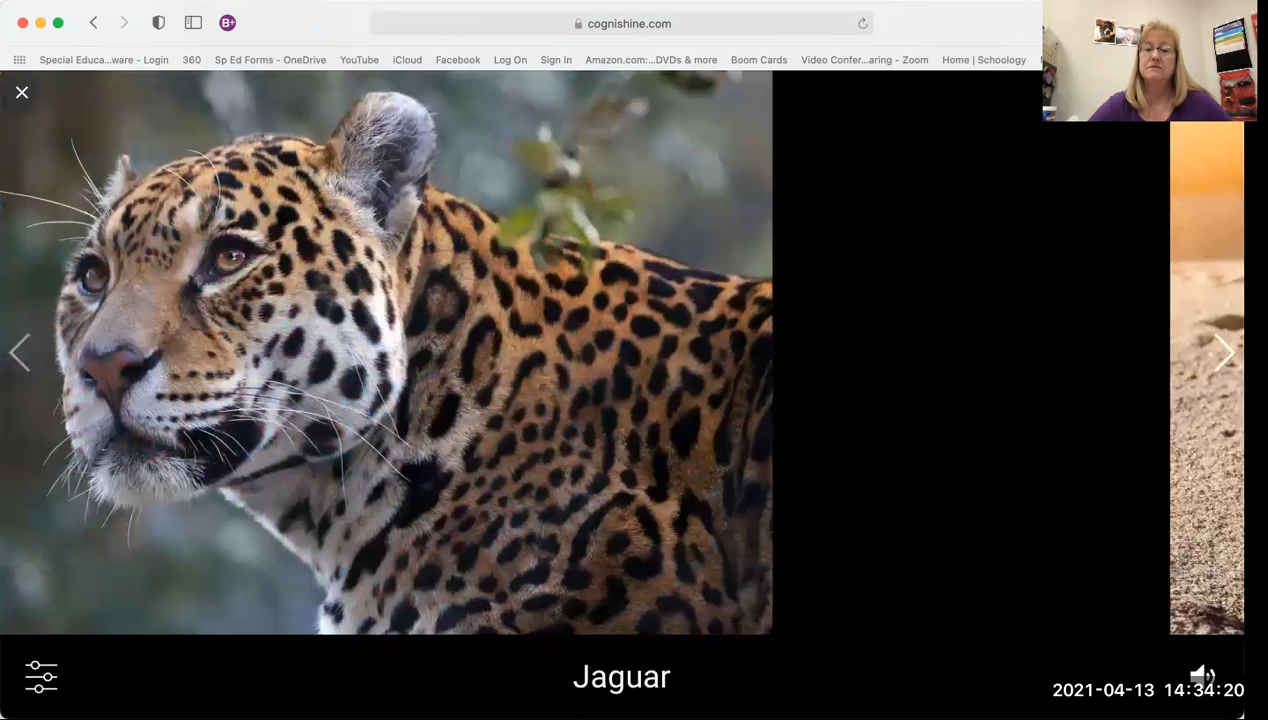 B+
cognishine.com
Special Educa...ware - Login 360 Sp Ed Forms - OneDrive YouTube iCloud Facebook Log On Sign In Amazon.com:...DVDs & more Boom Cards Video Confer...aring - Zoom Home | Schoology
Jaguar
2021-04-13 14:34:20